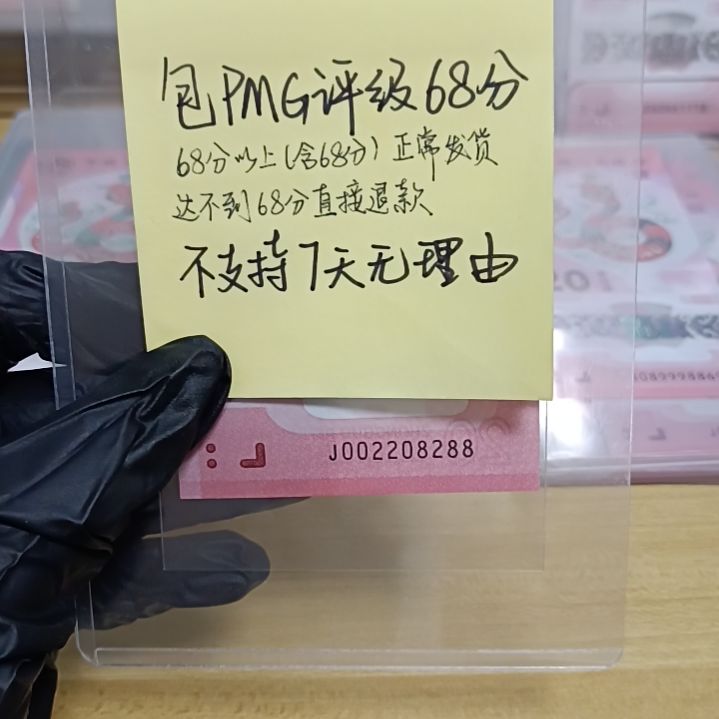 包PMG评级68分
68分以上(含68分)正常发货
达不到68分直接退款
不支持7天无理由
J002208288